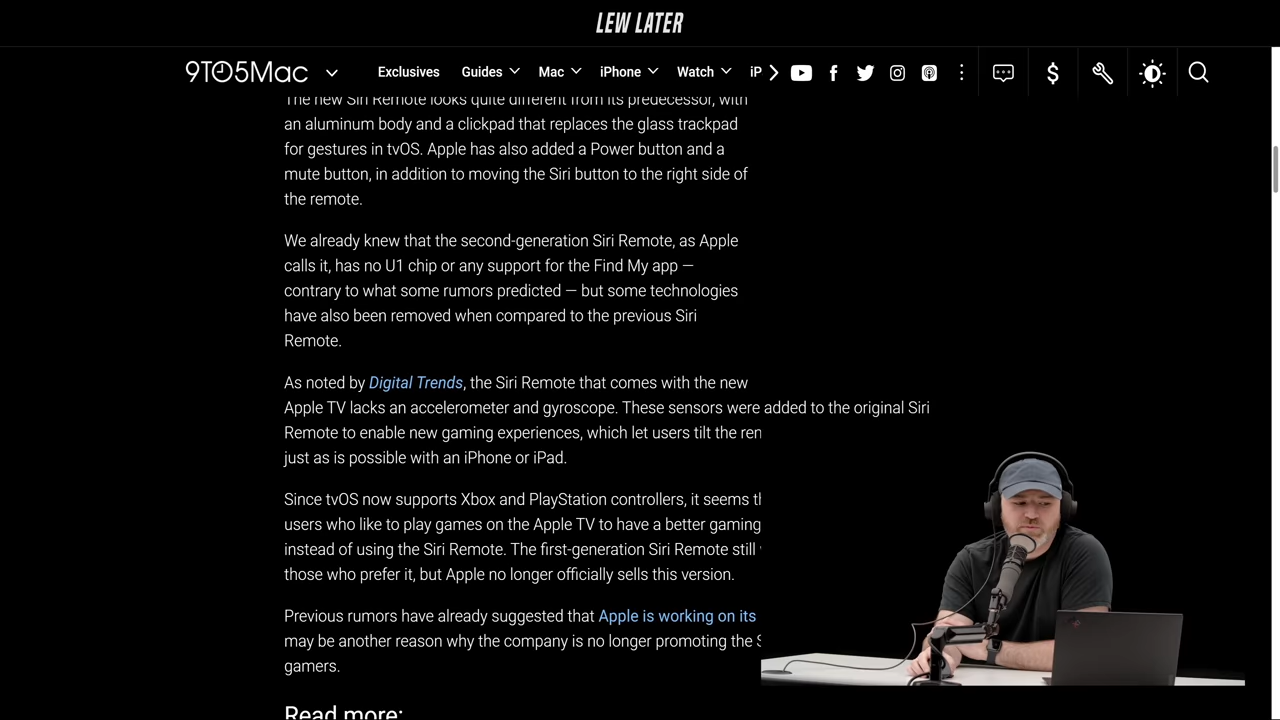 LEW LATER
9TO5Mac
Exclusives Guides Mac iPhone Watch iP
The new Siri Remote looks quite different from its predecessor, with
an aluminum body and a clickpad that replaces the glass trackpad
for gestures in tvOS. Apple has also added a Power button and a
mute button, in addition to moving the Siri button to the right side of
the remote.
We already knew that the second-generation Siri Remote, as Apple
calls it, has no U1 chip or any support for the Find My app —
contrary to what some rumors predicted — but some technologies
have also been removed when compared to the previous Siri
Remote.
As noted by Digital Trends, the Siri Remote that comes with the new
Apple TV lacks an accelerometer and gyroscope. These sensors were added to the original Siri
Remote to enable new gaming experiences, which let users tilt the
just as is possible with an iPhone or iPad.
Since tvOS now supports Xbox and PlayStation controllers, it seems
users who like to play games on the Apple TV to have a better gaming
instead of using the Siri Remote. The first-generation Siri Remote still
those who prefer it, but Apple no longer officially sells this version.
Previous rumors have already suggested that Apple is working on its
may be another reason why the company is no longer promoting the
gamers.
Read more: